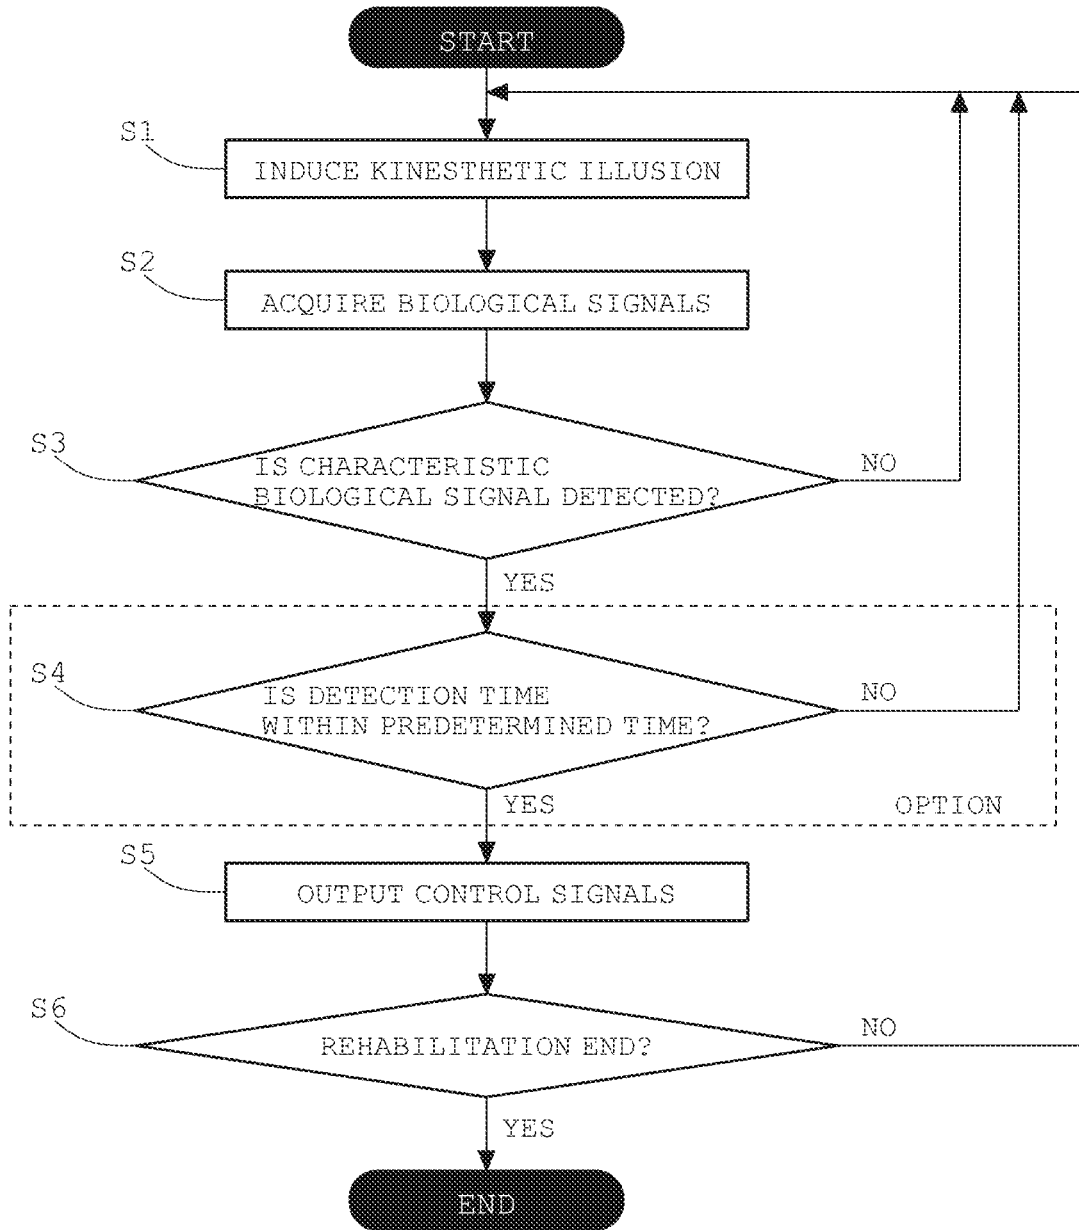 START
S1
INDUCE KINESTHETIC ILLUSION
S2
ACQUIRE BIOLOGICAL SIGNALS
S3
IS CHARACTERISTIC
BIOLOGICAL SIGNAL DETECTED?
NO
YES
S4
IS DETECTION TIME
WITHIN PREDETERMINED TIME?
NO
YES
OPTION
S5
OUTPUT CONTROL SIGNALS
S6
REHABILITATION END?
NO
YES
END